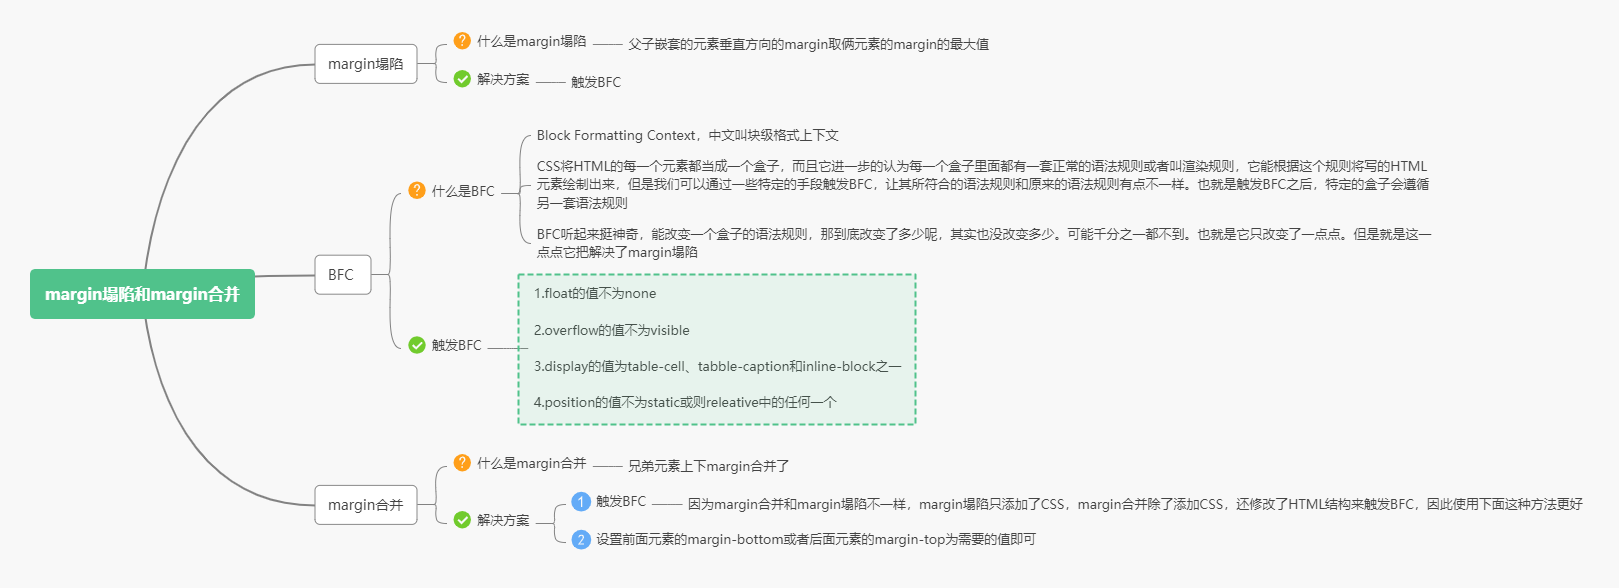 margin塌陷和margin合并
margin塌陷
什么是margin塌陷
父子嵌套的元素垂直方向的margin取俩元素的margin的最大值
解决方案
触发BFC
BFC
什么是BFC
Block Formatting Context，中文叫块级格式上下文
CSS将HTML的每一个元素都当成一个盒子，而且它进一步的认为每一个盒子里面都有一套正常的语法规则或者叫渲染规则，它能根据这个规则将写的HTML
元素绘制出来，但是我们可以通过一些特定的手段触发BFC，让其所符合的语法规则和原来的语法规则有点不一样。也就是触发BFC之后，特定的盒子会遵循
另一套语法规则
BFC听起来挺神奇，能改变一个盒子的语法规则，那到底改变了多少呢，其实也没改变多少。可能千分之一都不到。也就是它只改变了一点点。但是就是这一
点点它把解决了margin塌陷
触发BFC
1.float的值不为none
2.overflow的值不为visible
3.display的值为table-cell、tabble-caption和inline-block之一
4.position的值不为static或则releative中的任何一个
margin合并
什么是margin合并
兄弟元素上下margin合并了
解决方案
1 触发BFC
因为margin合并和margin塌陷不一样，margin塌陷只添加了CSS，margin合并除了添加CSS，还修改了HTML结构来触发BFC，因此使用下面这种方法更好
2 设置前面元素的margin-bottom或者后面元素的margin-top为需要的值即可